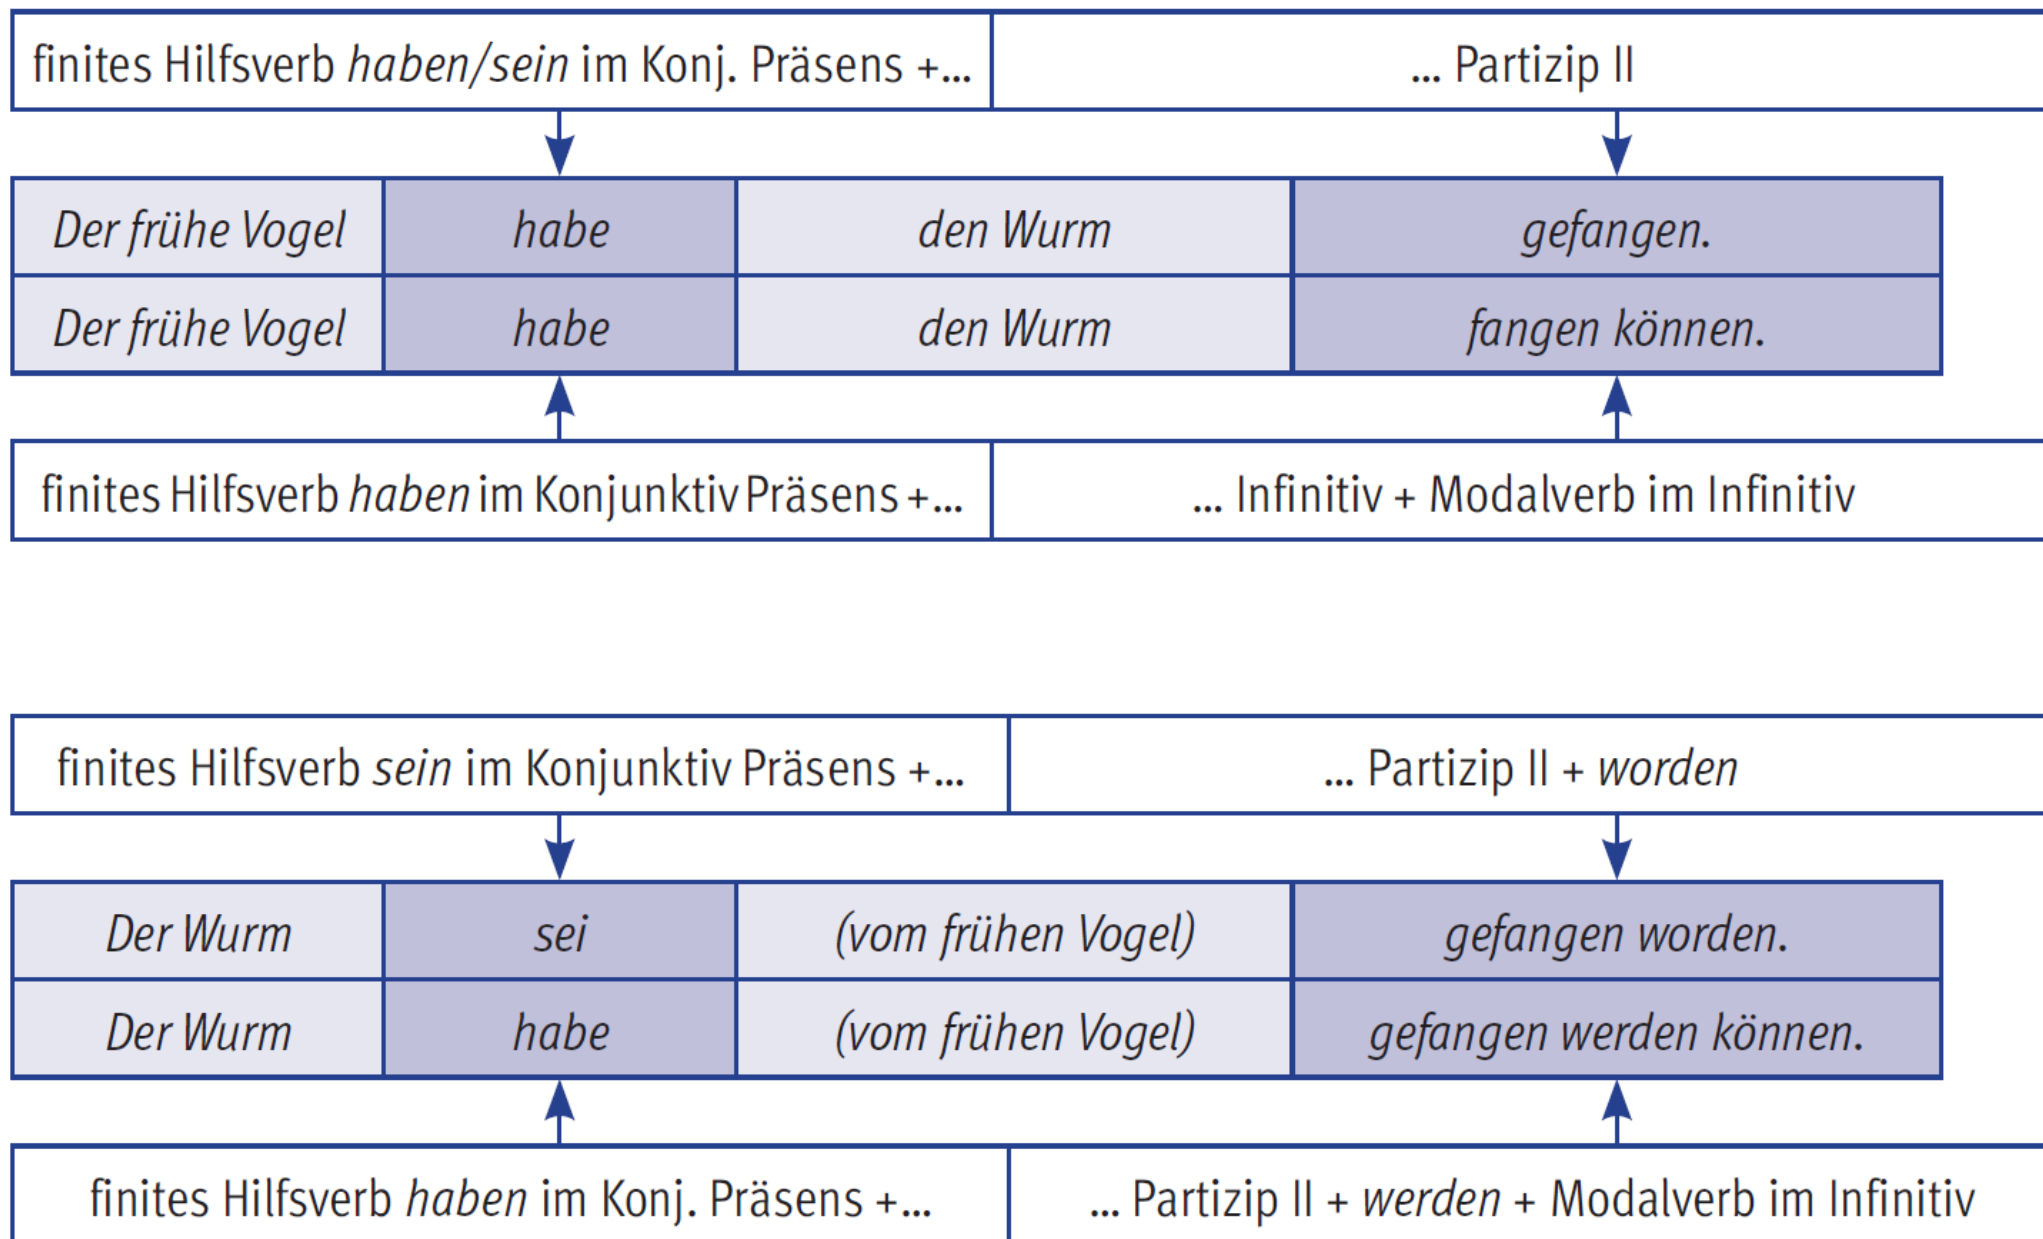 finites Hilfsverb haben/sein im Konj. Präsens +... ... Partizip II
Der frühe Vogel habe den Wurm gefangen.
Der frühe Vogel habe den Wurm fangen können.
finites Hilfsverb haben im Konjunktiv Präsens +... ... Infinitiv + Modalverb im Infinitiv
finites Hilfsverb sein im Konjunktiv Präsens +... ... Partizip II + worden
Der Wurm sei (vom frühen Vogel) gefangen worden.
Der Wurm habe (vom frühen Vogel) gefangen werden können.
finites Hilfsverb haben im Konj. Präsens +... ... Partizip II + werden + Modalverb im Infinitiv